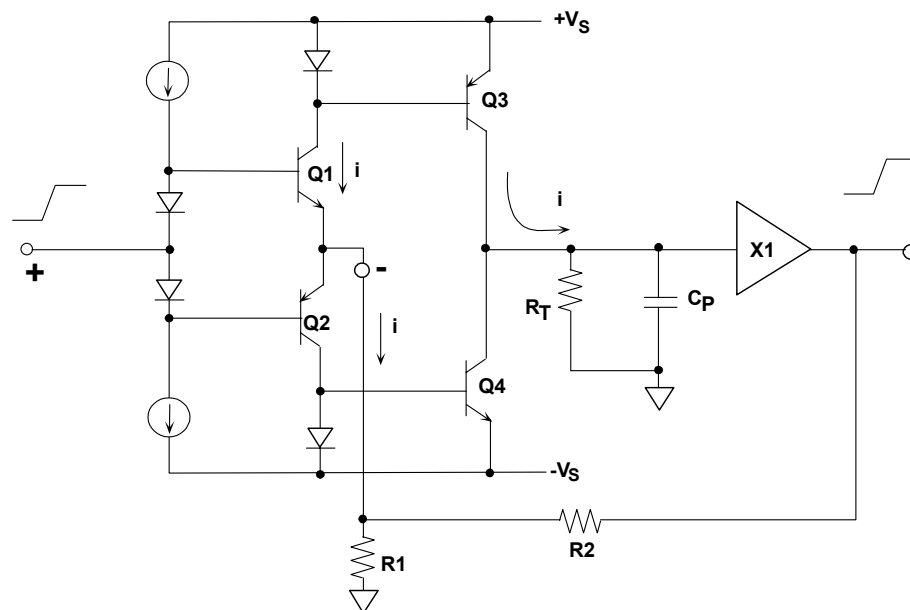 +VS
Q3
Q1
i
i
+
-
X1
RT
CP
Q2
i
Q4
-VS
R2
R1